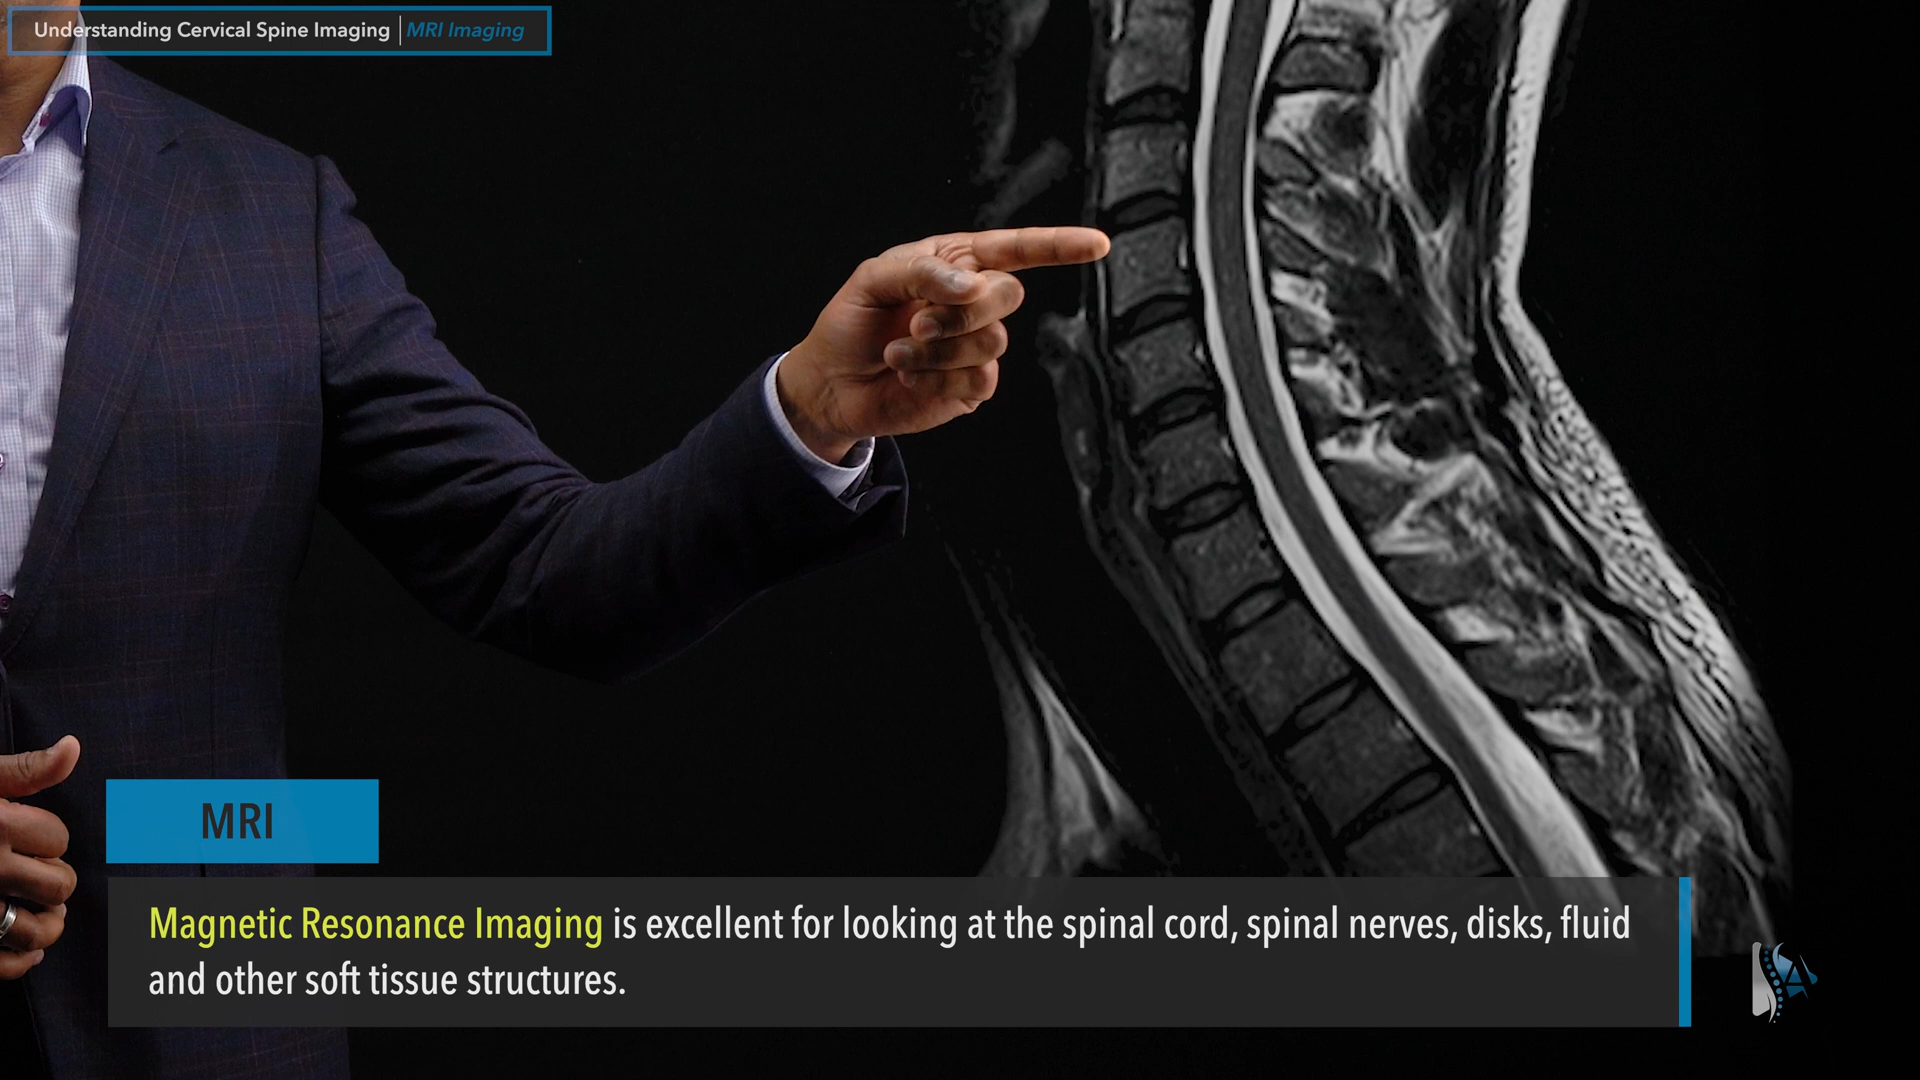 Understanding Cervical Spine Imaging | MRI Imaging
MRI
Magnetic Resonance Imaging is excellent for looking at the spinal cord, spinal nerves, disks, fluid
and other soft tissue structures.